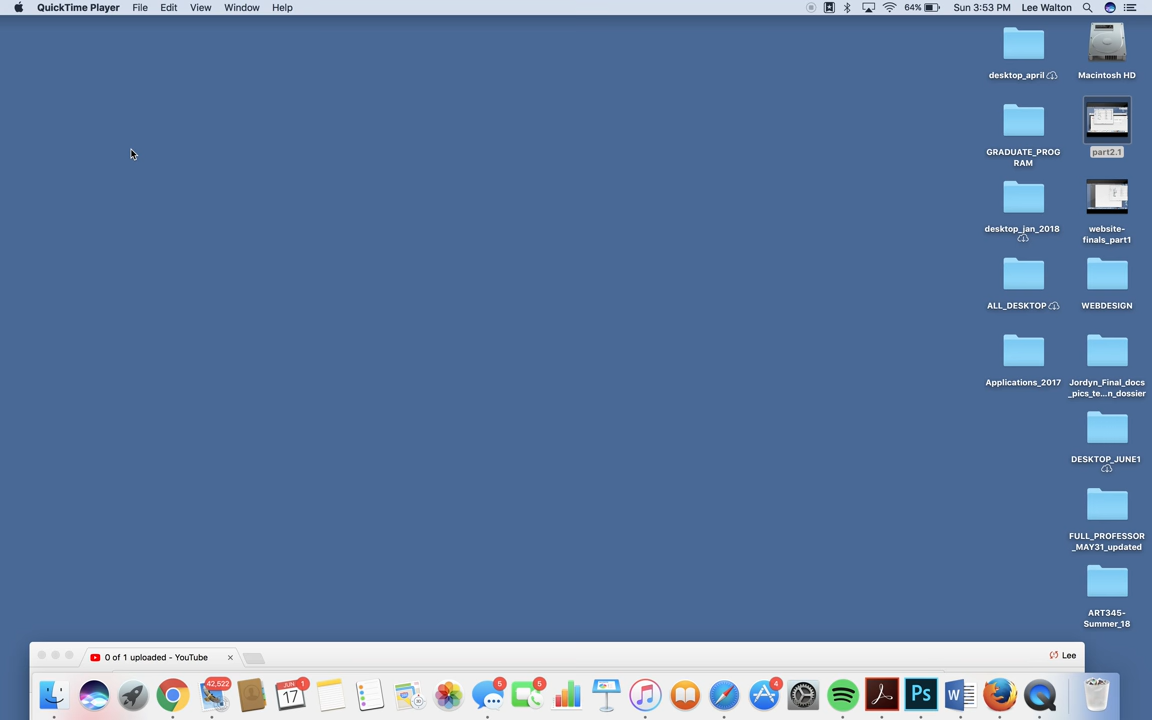 QuickTime Player File Edit View Window Help 64% Sun 3:53 PM Lee Walton
desktop_april
Macintosh HD
GRADUATE_PROG
RAM
part2.1
desktop_jan_2018
website-
finals_part1
ALL_DESKTOP
WEBDESIGN
Applications_2017
Jordyn_Final_docs
_pics_te...n_dossier
DESKTOP_JUNE1
FULL_PROFESSOR
_MAY31_updated
ART345-
Summer_18
0 of 1 uploaded - YouTube
Lee
42,522
JUN
1
17
5
5
4
Ps
W